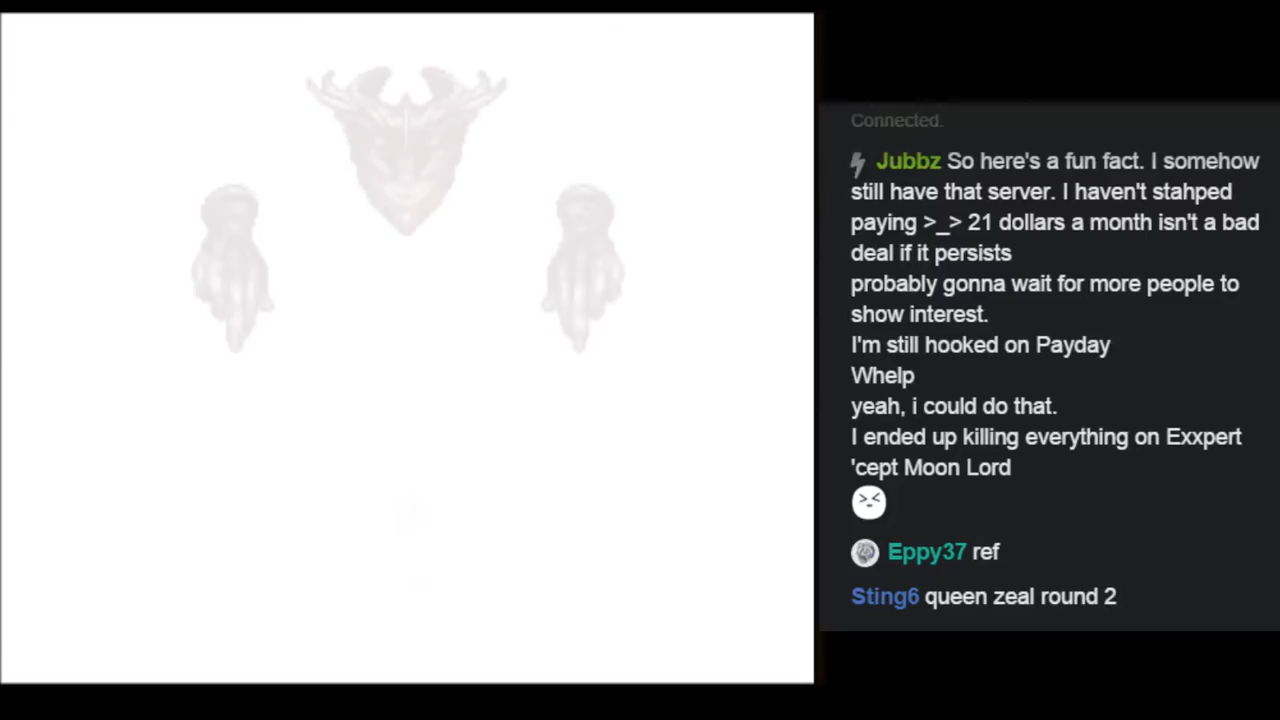 Connected.
Jubbz So here's a fun fact. I somehow
still have that server. I haven't stahped
paying >_> 21 dollars a month isn't a bad
deal if it persists
probably gonna wait for more people to
show interest.
I'm still hooked on Payday
Whelp
yeah, i could do that.
I ended up killing everything on Exxpert
'cept Moon Lord
Eppy37 ref
Sting6 queen zeal round 2